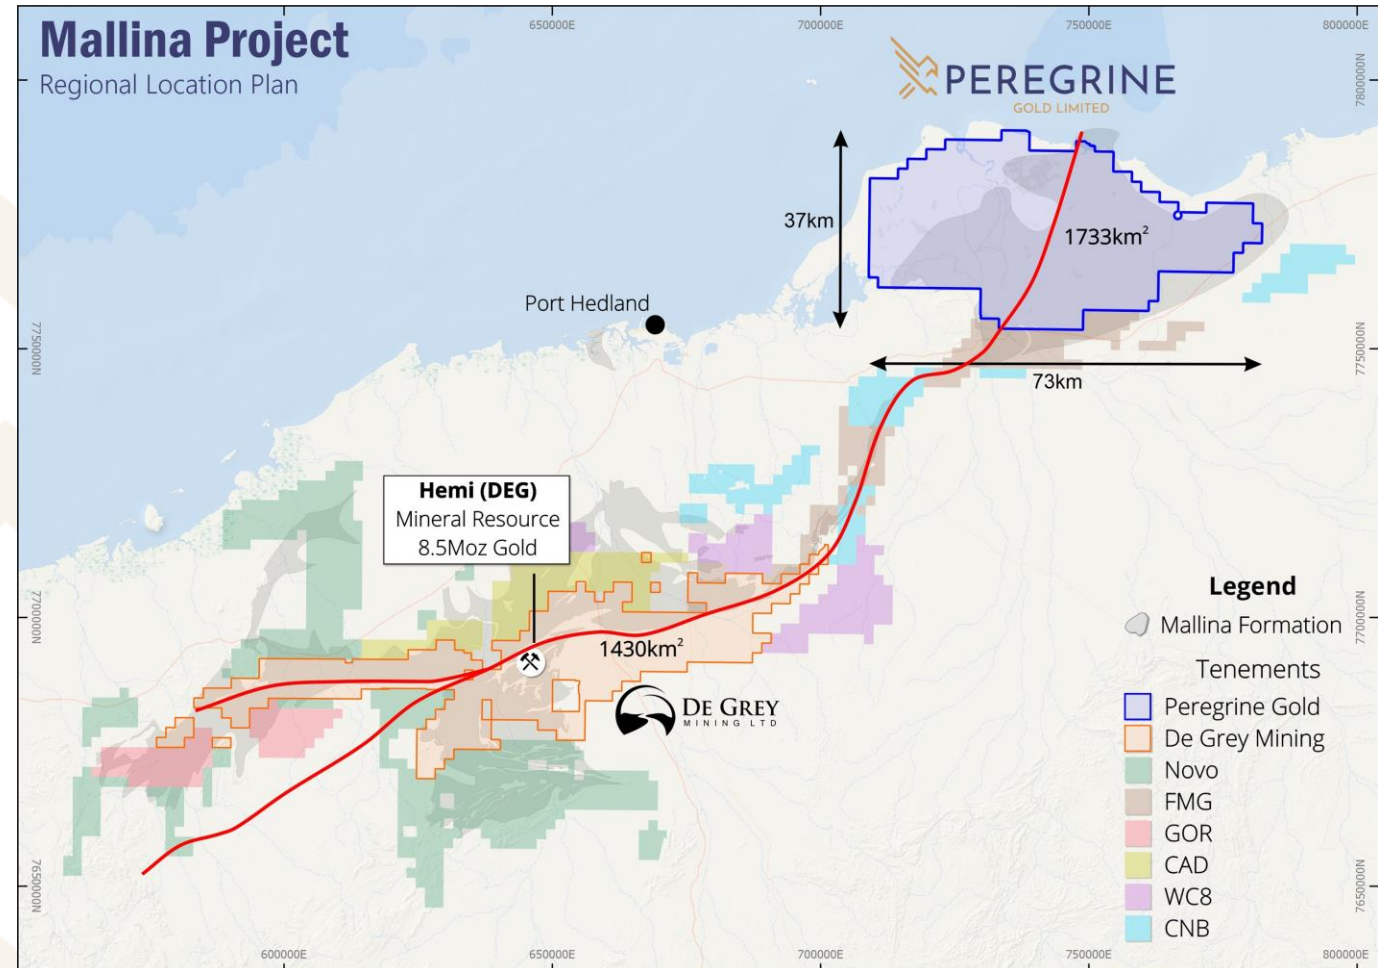 Mallina Project
Regional Location Plan
650000E
700000E
750000E
800000E
PEREGRINE
GOLD LIMITED
7800000N
37km
1733km²
Port Hedland
7750000N
7750000N
73km
Hemi (DEG)
Mineral Resource
8.5Moz Gold
7700000N
7700000N
1430km²
DE GREY
MINING LTD
Legend
Mallina Formation
Tenements
Peregrine Gold
De Grey Mining
Novo
FMG
GOR
CAD
WC8
CNB
7650000N
7650000N
600000E
650000E
700000E
750000E
800000E